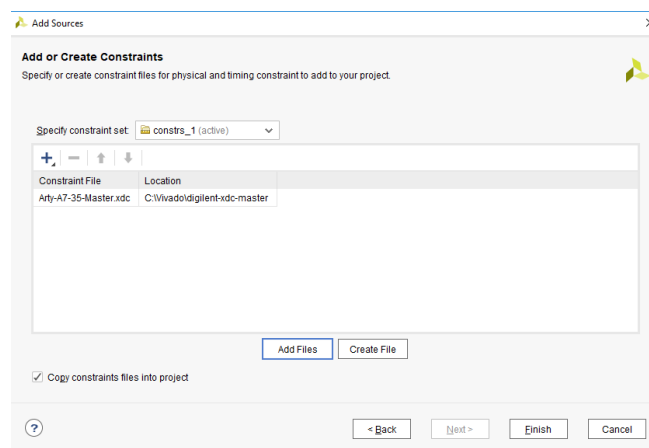 Add Sources
Add or Create Constraints
Specify or create constraint files for physical and timing constraint to add to your project.
Specify constraint set: constrs_1 (active)
Constraint File Location
Arty-A7-35-Master.xdc C:\Vivado\digilent-xdc-master
Add Files Create File
Copy constraints files into project
? < Back Next > Finish Cancel